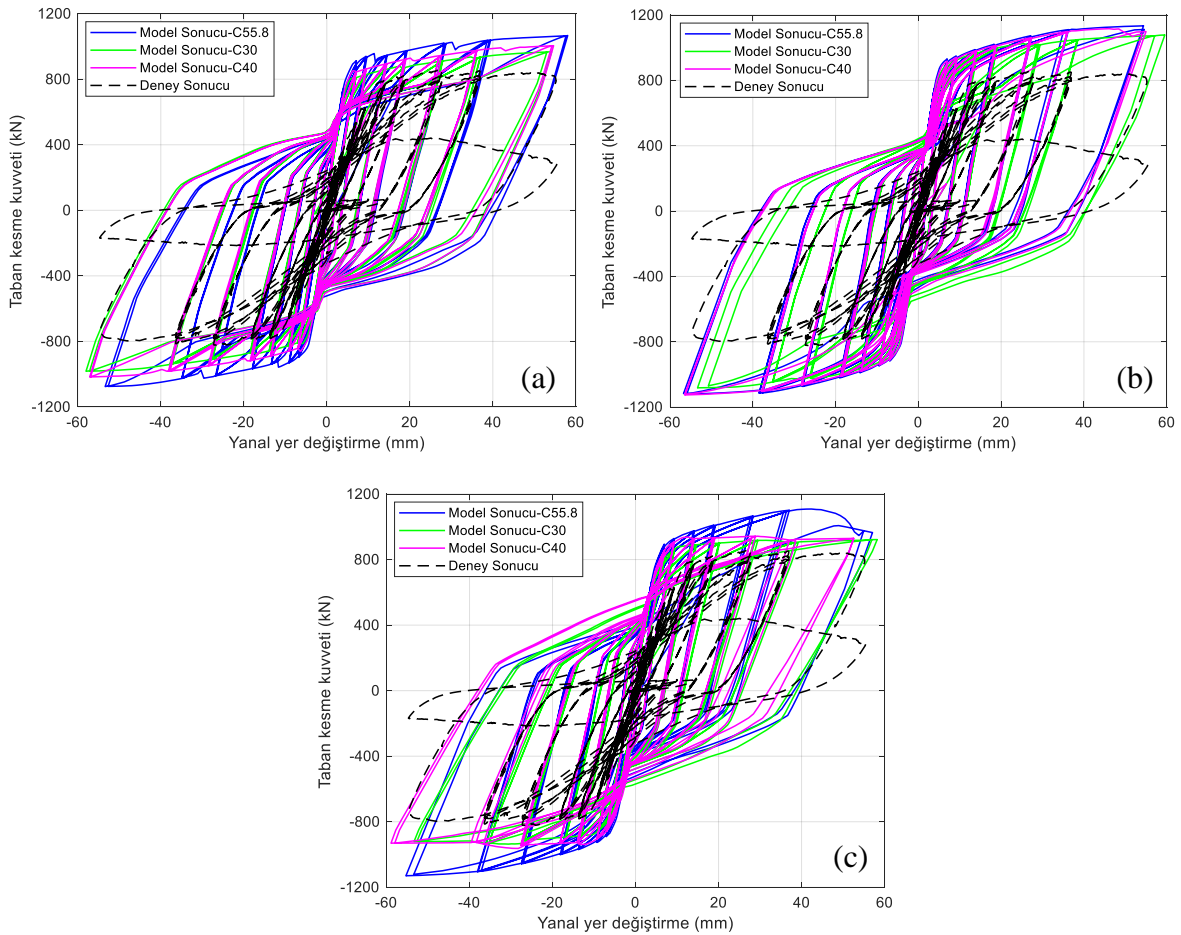 1200
800
400
0
-400
-800
-1200
-60
-40
-20
0
20
40
60
Taban kesme kuvveti (kN)
Yanal yer değiştirme (mm)
Model Sonucu-C55.8
Model Sonucu-C30
Model Sonucu-C40
Deney Sonucu
(a)
1200
800
400
0
-400
-800
-1200
-60
-40
-20
0
20
40
60
Taban kesme kuvveti (kN)
Yanal yer değiştirme (mm)
Model Sonucu-C55.8
Model Sonucu-C30
Model Sonucu-C40
Deney Sonucu
(b)
1200
800
400
0
-400
-800
-1200
-60
-40
-20
0
20
40
60
Taban kesme kuvveti (kN)
Yanal yer değiştirme (mm)
Model Sonucu-C55.8
Model Sonucu-C30
Model Sonucu-C40
Deney Sonucu
(c)